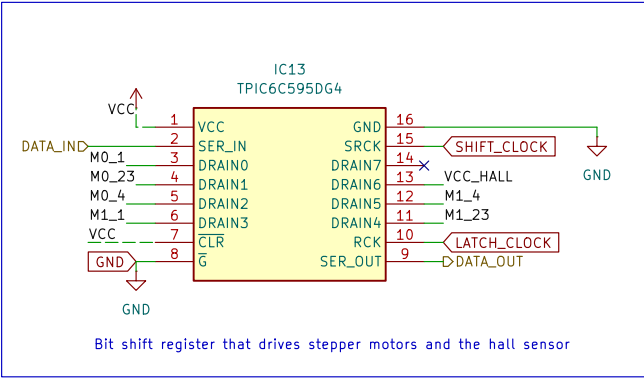 IC13
TPIC6C595DG4
VCC
1 VCC GND 16
DATA_IN 2 SER_IN SRCK 15 SHIFT_CLOCK
M0_1 3 DRAIN0 DRAIN7 14
M0_23 4 DRAIN1 DRAIN6 13 VCC_HALL
M0_4 5 DRAIN2 DRAIN5 12 M1_4
M1_1 6 DRAIN3 DRAIN4 11 M1_23
VCC 7 CLR RCK 10 LATCH_CLOCK
GND 8 G SER_OUT 9 DATA_OUT
GND
GND
Bit shift register that drives stepper motors and the hall sensor